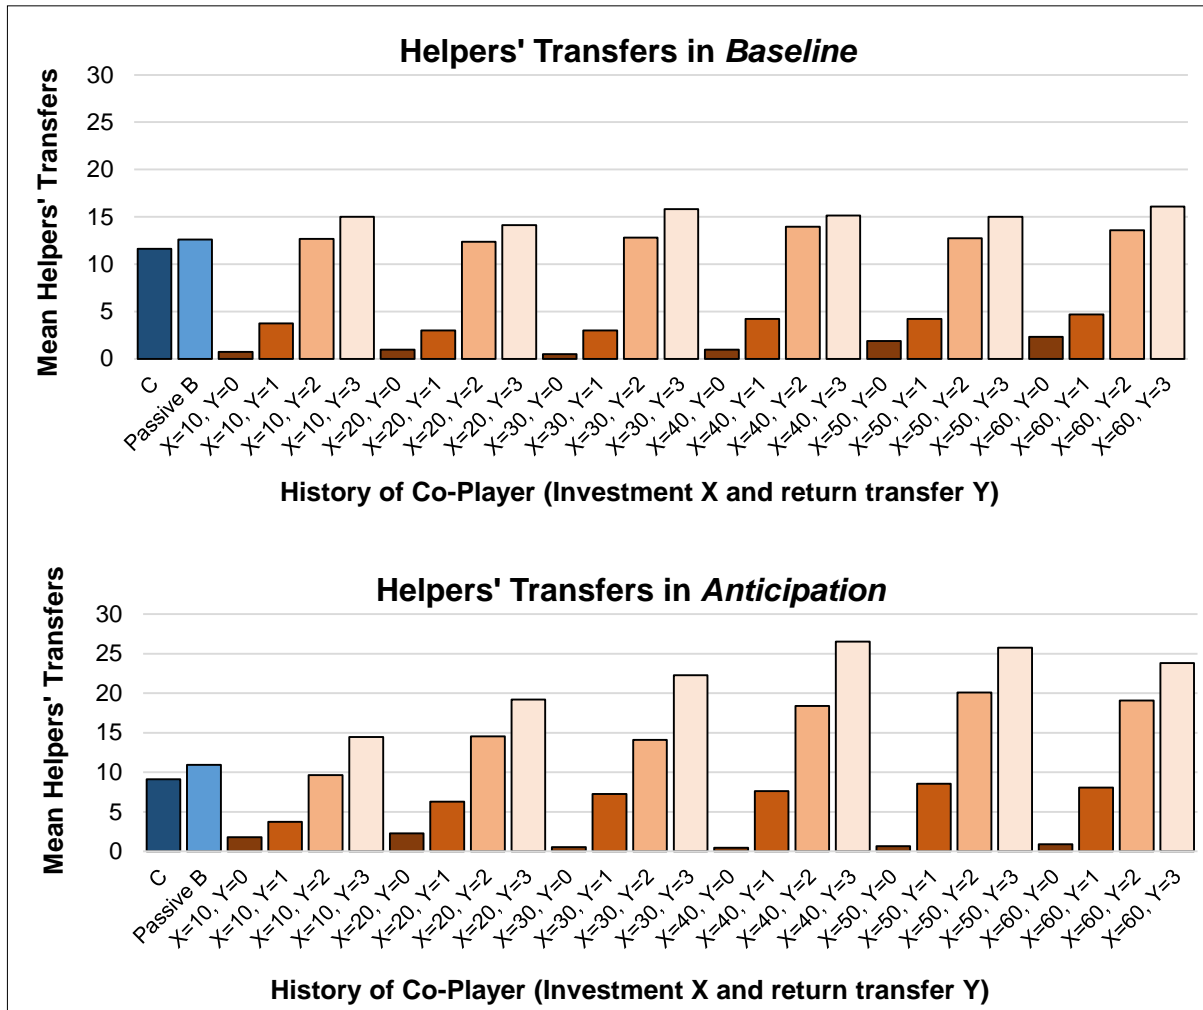 Helpers' Transfers in Baseline
Mean Helpers' Transfers
30
25
20
15
10
5
0
C
Passive B
X=10, Y=0
X=10, Y=1
X=10, Y=2
X=10, Y=3
X=20, Y=0
X=20, Y=1
X=20, Y=2
X=20, Y=3
X=30, Y=0
X=30, Y=1
X=30, Y=2
X=30, Y=3
X=40, Y=0
X=40, Y=1
X=40, Y=2
X=40, Y=3
X=50, Y=0
X=50, Y=1
X=50, Y=2
X=50, Y=3
X=60, Y=0
X=60, Y=1
X=60, Y=2
X=60, Y=3
History of Co-Player (Investment X and return transfer Y)
Helpers' Transfers in Anticipation
Mean Helpers' Transfers
30
25
20
15
10
5
0
C
Passive B
X=10, Y=0
X=10, Y=1
X=10, Y=2
X=10, Y=3
X=20, Y=0
X=20, Y=1
X=20, Y=2
X=20, Y=3
X=30, Y=0
X=30, Y=1
X=30, Y=2
X=30, Y=3
X=40, Y=0
X=40, Y=1
X=40, Y=2
X=40, Y=3
X=50, Y=0
X=50, Y=1
X=50, Y=2
X=50, Y=3
X=60, Y=0
X=60, Y=1
X=60, Y=2
X=60, Y=3
History of Co-Player (Investment X and return transfer Y)